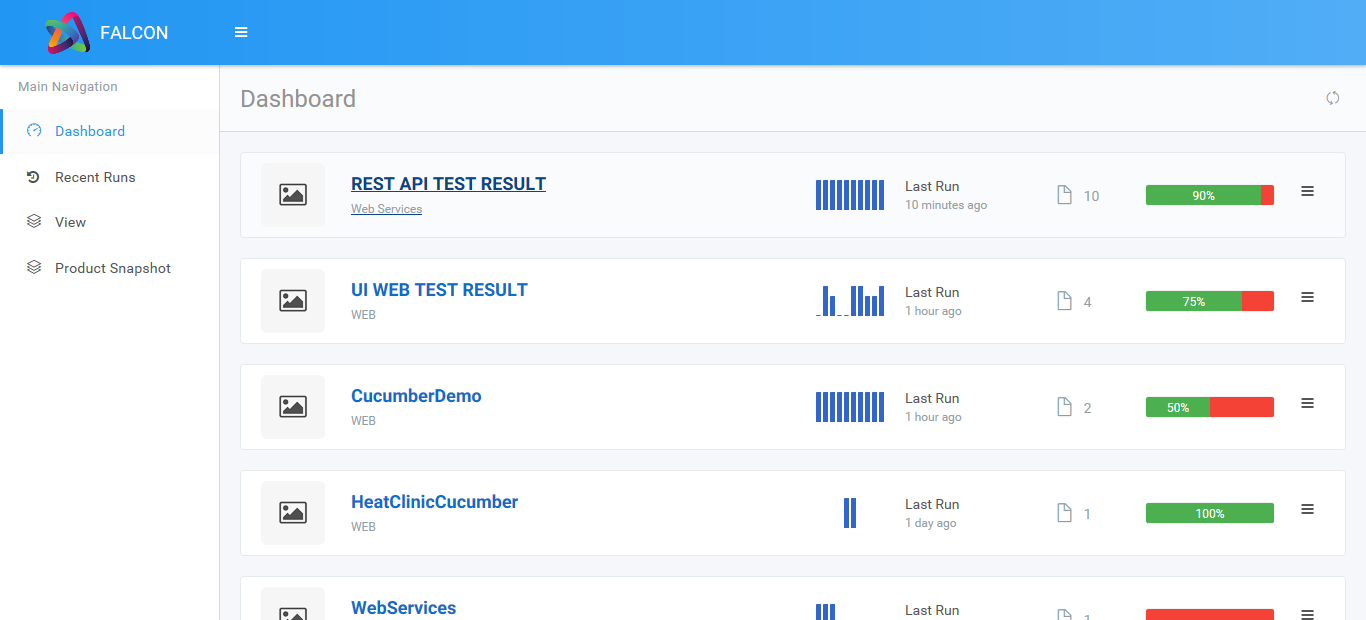 FALCON
Main Navigation
Dashboard
Recent Runs
View
Product Snapshot
Dashboard
REST API TEST RESULT
Web Services
Last Run
10 minutes ago
10
90%
UI WEB TEST RESULT
WEB
Last Run
1 hour ago
4
75%
CucumberDemo
WEB
Last Run
1 hour ago
2
50%
HeatClinicCucumber
WEB
Last Run
1 day ago
1
100%
WebServices
Last Run